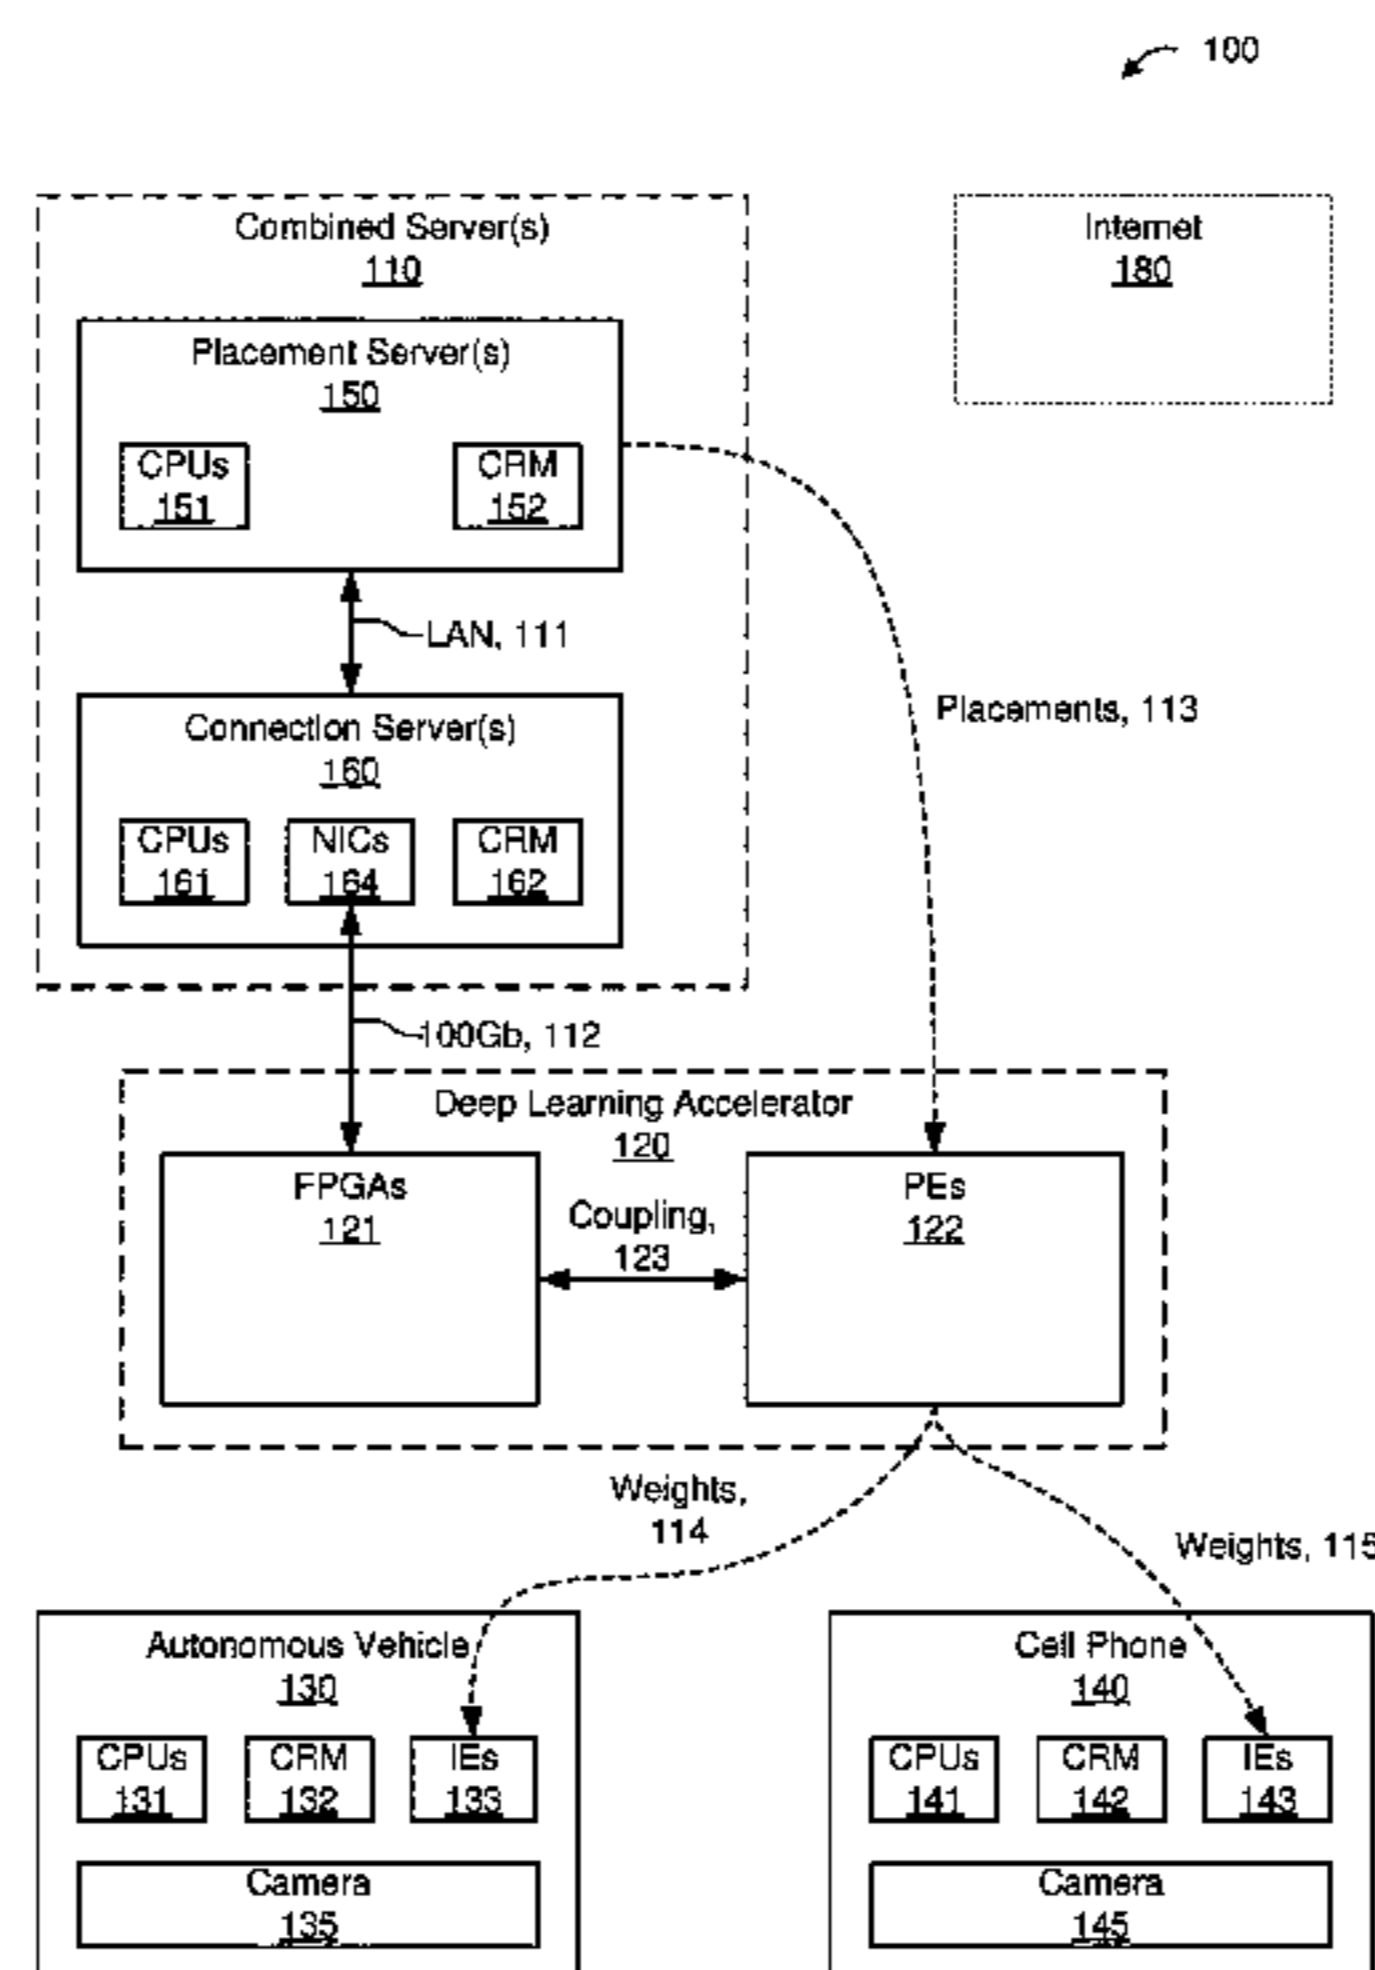 100
Combined Server(s)
110
Internet
180
Placement Server(s)
150
CPUs
151
CRM
152
LAN, 111
Placements, 113
Connection Server(s)
160
CPUs
161
NICs
164
CRM
162
100Gb, 112
Deep Learning Accelerator
120
FPGAs
121
Coupling,
123
PEs
122
Weights,
114
Weights, 115
Autonomous Vehicle
130
CPUs
131
CRM
132
IEs
133
Camera
135
Cell Phone
140
CPUs
141
CRM
142
IEs
143
Camera
145